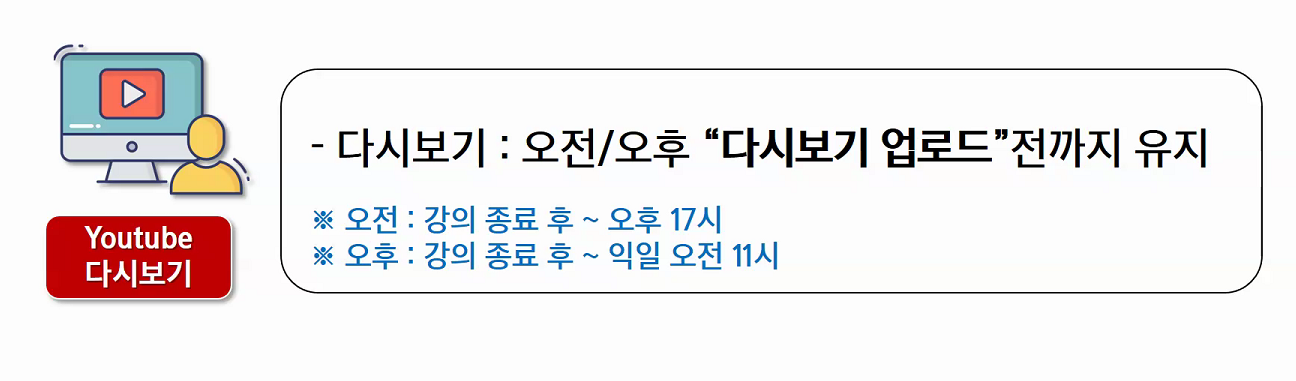 Youtube
다시보기
- 다시보기 : 오전/오후 “다시보기 업로드”전까지 유지
※ 오전 : 강의 종료 후 ~ 오후 17시
※ 오후 : 강의 종료 후 ~ 익일 오전 11시